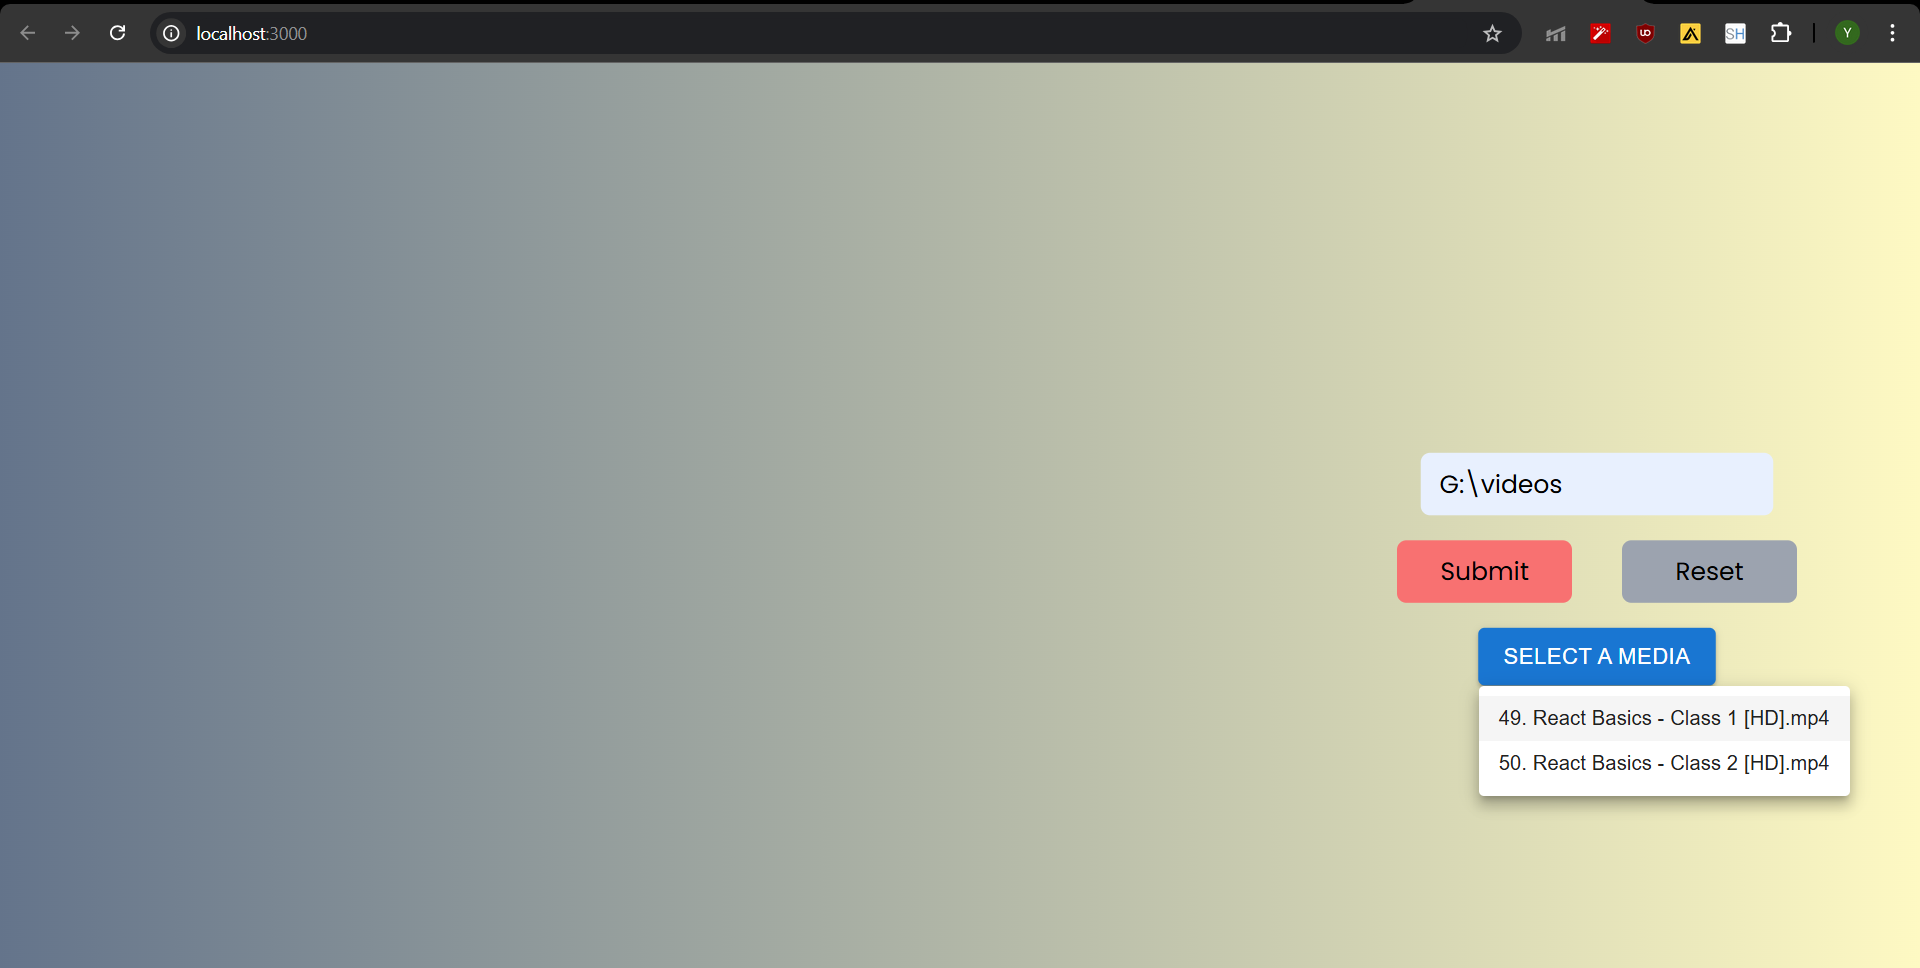 localhost:3000
UD
SH
Y
G:\videos
Submit
Reset
SELECT A MEDIA
49. React Basics - Class 1 [HD].mp4
50. React Basics - Class 2 [HD].mp4